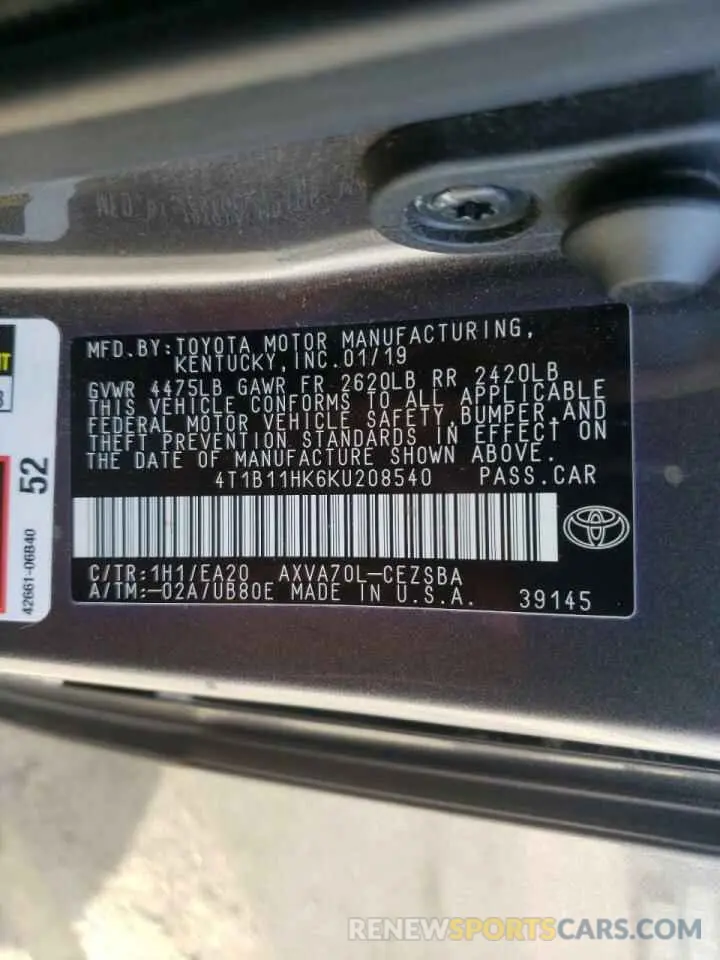 MFD.BY:TOYOTA MOTOR MANUFACTURING,
KENTUCKY,INC.01/19
GVWR 4475LB GAWR FR 2620LB RR 2420LB
THIS VEHICLE CONFORMS TO ALL APPLICABLE
FEDERAL MOTOR VEHICLE SAFETY,BUMPER,AND
THEFT PREVENTION STANDARDS IN EFFECT ON
THE DATE OF MANUFACTURE SHOWN ABOVE.
4T1B11HK6KU208540 PASS.CAR
C/TR:1H1/EA20 AXVA70L-CEZSBA
A/TM:-02A/UB80E MADE IN U.S.A. 39145
52
42661-06B40
RENEWSPORTSCARS.COM